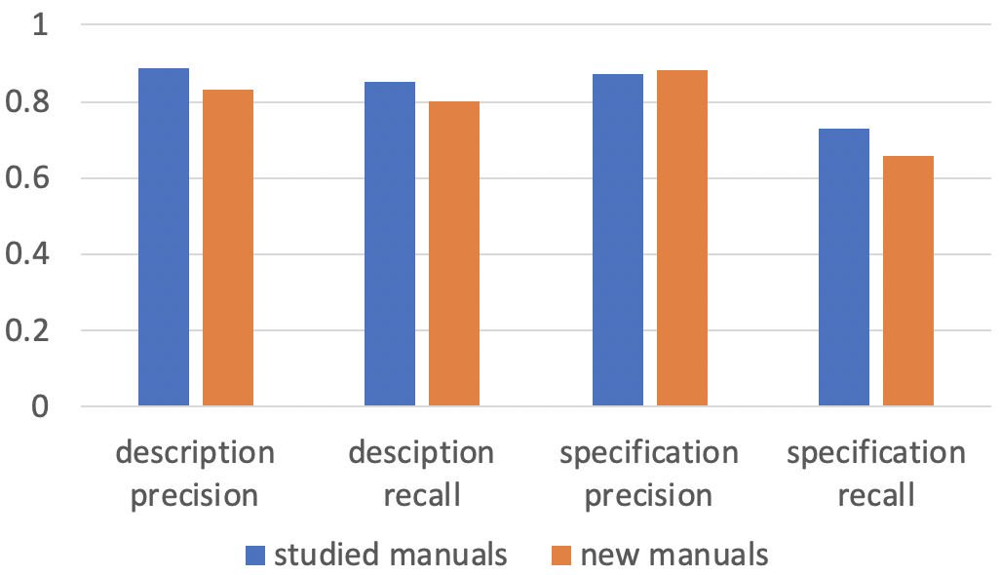 1
0.8
0.6
0.4
0.2
0
description precision
desciption recall
specification precision
specification recall
studied manuals
new manuals